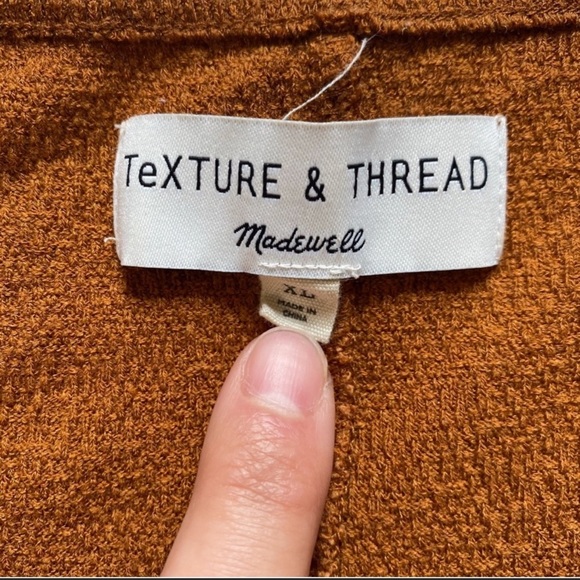 TeXTURE & THREAD
Madewell
XL
MADE IN
CHINA